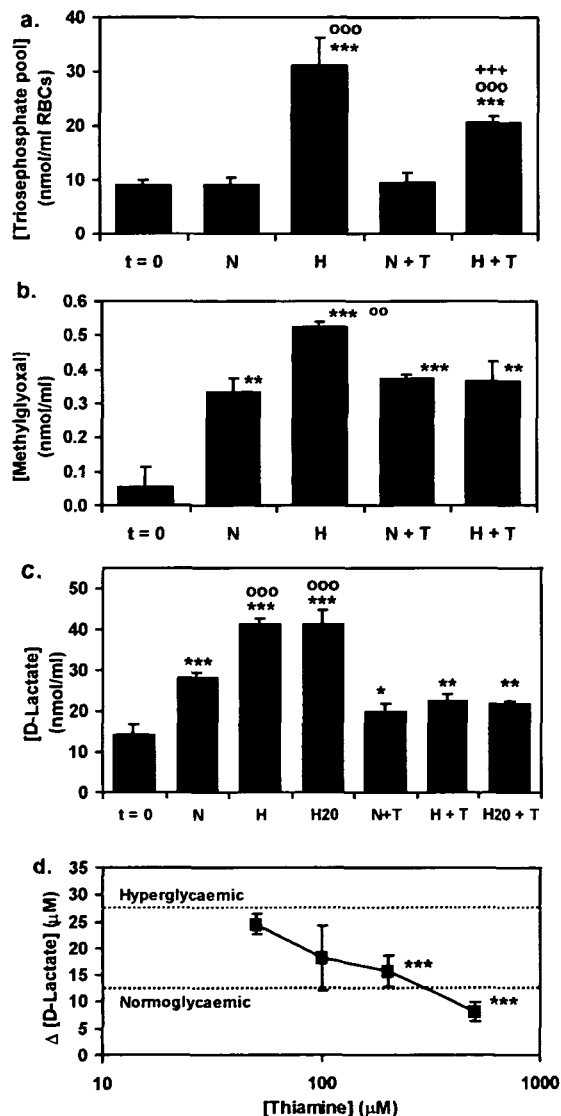 a.
[Triosephosphate pool]
(nmol/ml RBCs)
40
30
20
10
0
ooo
***
+++
ooo
***
t = 0 N H N + T H + T
b.
[Methylglyoxal]
(nmol/ml)
0.6
0.5
0.4
0.3
0.2
0.1
0.0
**
*** oo
***
**
t = 0 N H N + T H + T
c.
[D-Lactate]
(nmol/ml)
50
40
30
20
10
0
***
ooo
***
ooo
***
*
**
**
t = 0 N H H20 N+T H + T H20 + T
d.
Δ [D-Lactate] (μM)
35
30
25
20
15
10
5
0
Hyperglycaemic
Normoglycaemic
***
***
10 100 1000
[Thiamine] (μM)